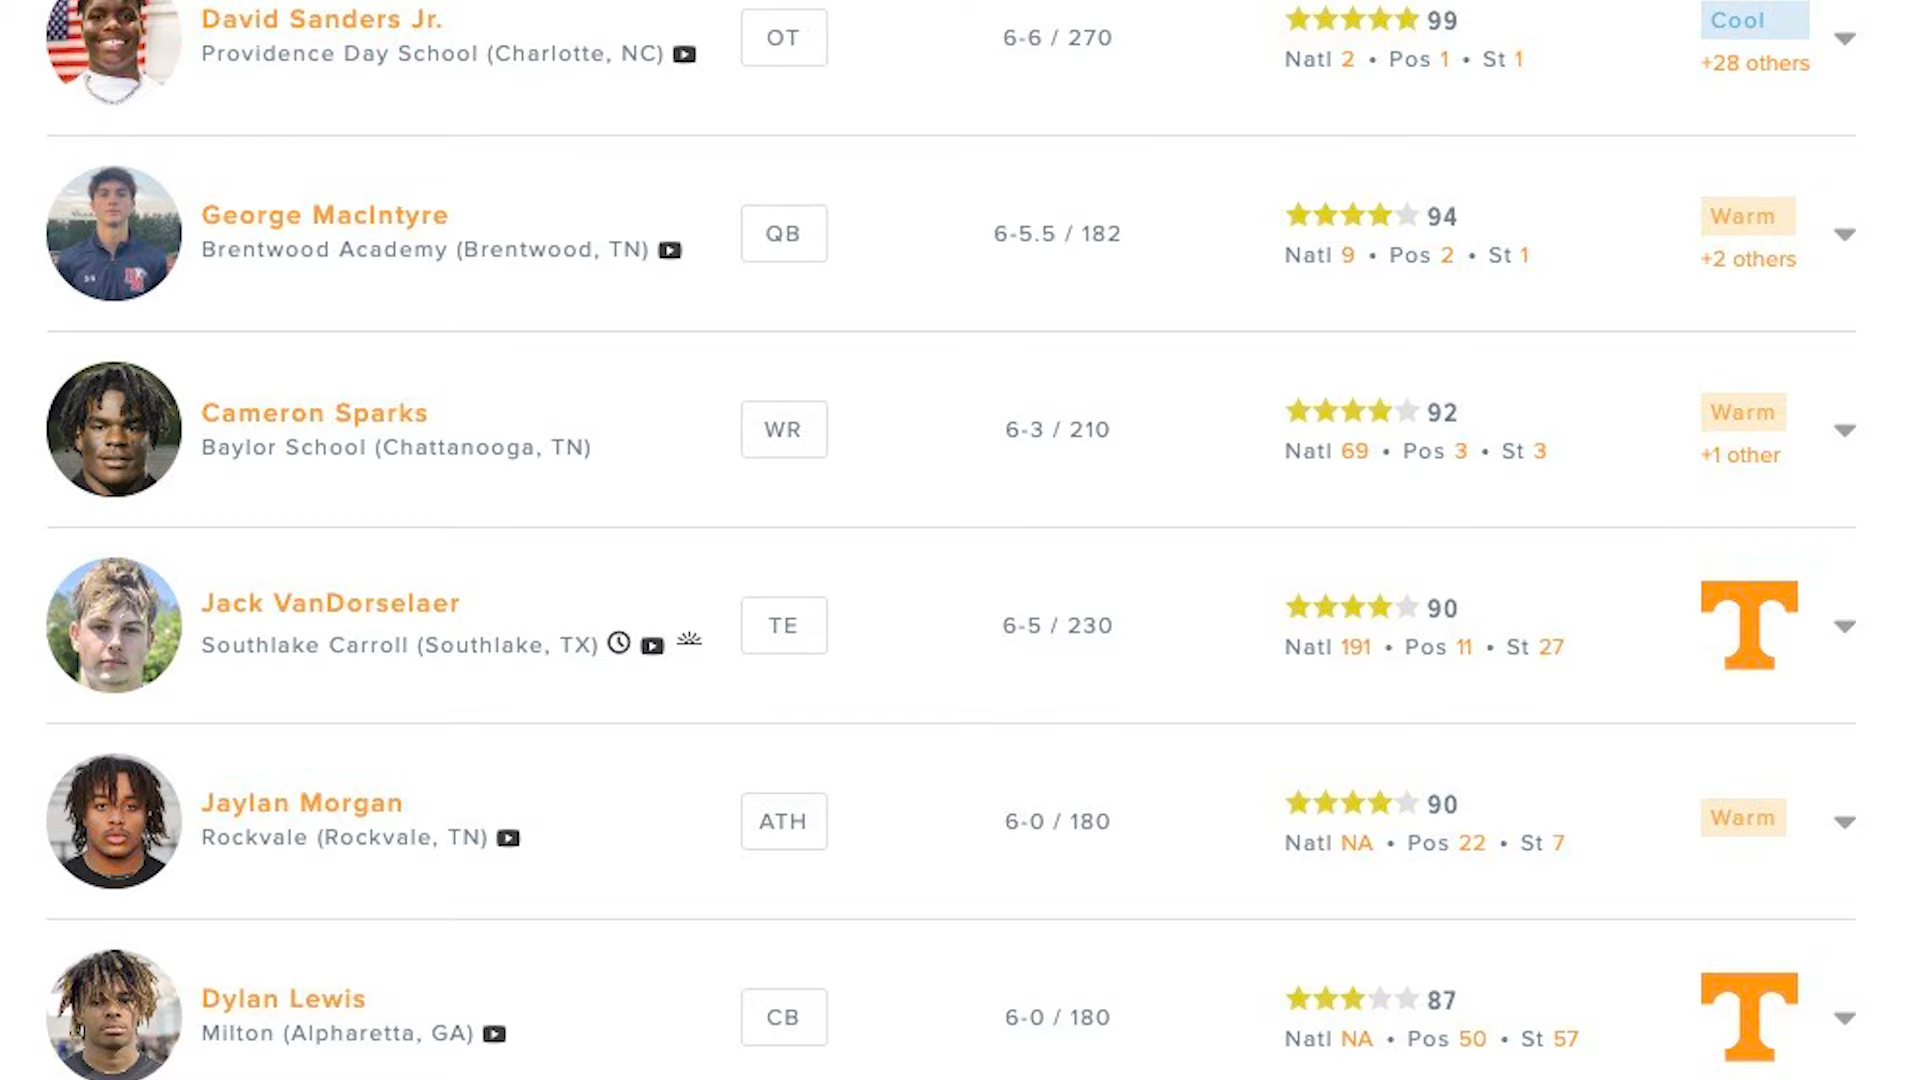 David Sanders Jr.
Providence Day School (Charlotte, NC)
OT
6-6 / 270
99
Natl 2 • Pos 1 • St 1
Cool
+28 others
George MacIntyre
Brentwood Academy (Brentwood, TN)
QB
6-5.5 / 182
94
Natl 9 • Pos 2 • St 1
Warm
+2 others
Cameron Sparks
Baylor School (Chattanooga, TN)
WR
6-3 / 210
92
Natl 69 • Pos 3 • St 3
Warm
+1 other
Jack VanDorselaer
Southlake Carroll (Southlake, TX)
TE
6-5 / 230
90
Natl 191 • Pos 11 • St 27
T
Jaylan Morgan
Rockvale (Rockvale, TN)
ATH
6-0 / 180
90
Natl NA • Pos 22 • St 7
Warm
Dylan Lewis
Milton (Alpharetta, GA)
CB
6-0 / 180
87
Natl NA • Pos 50 • St 57
T